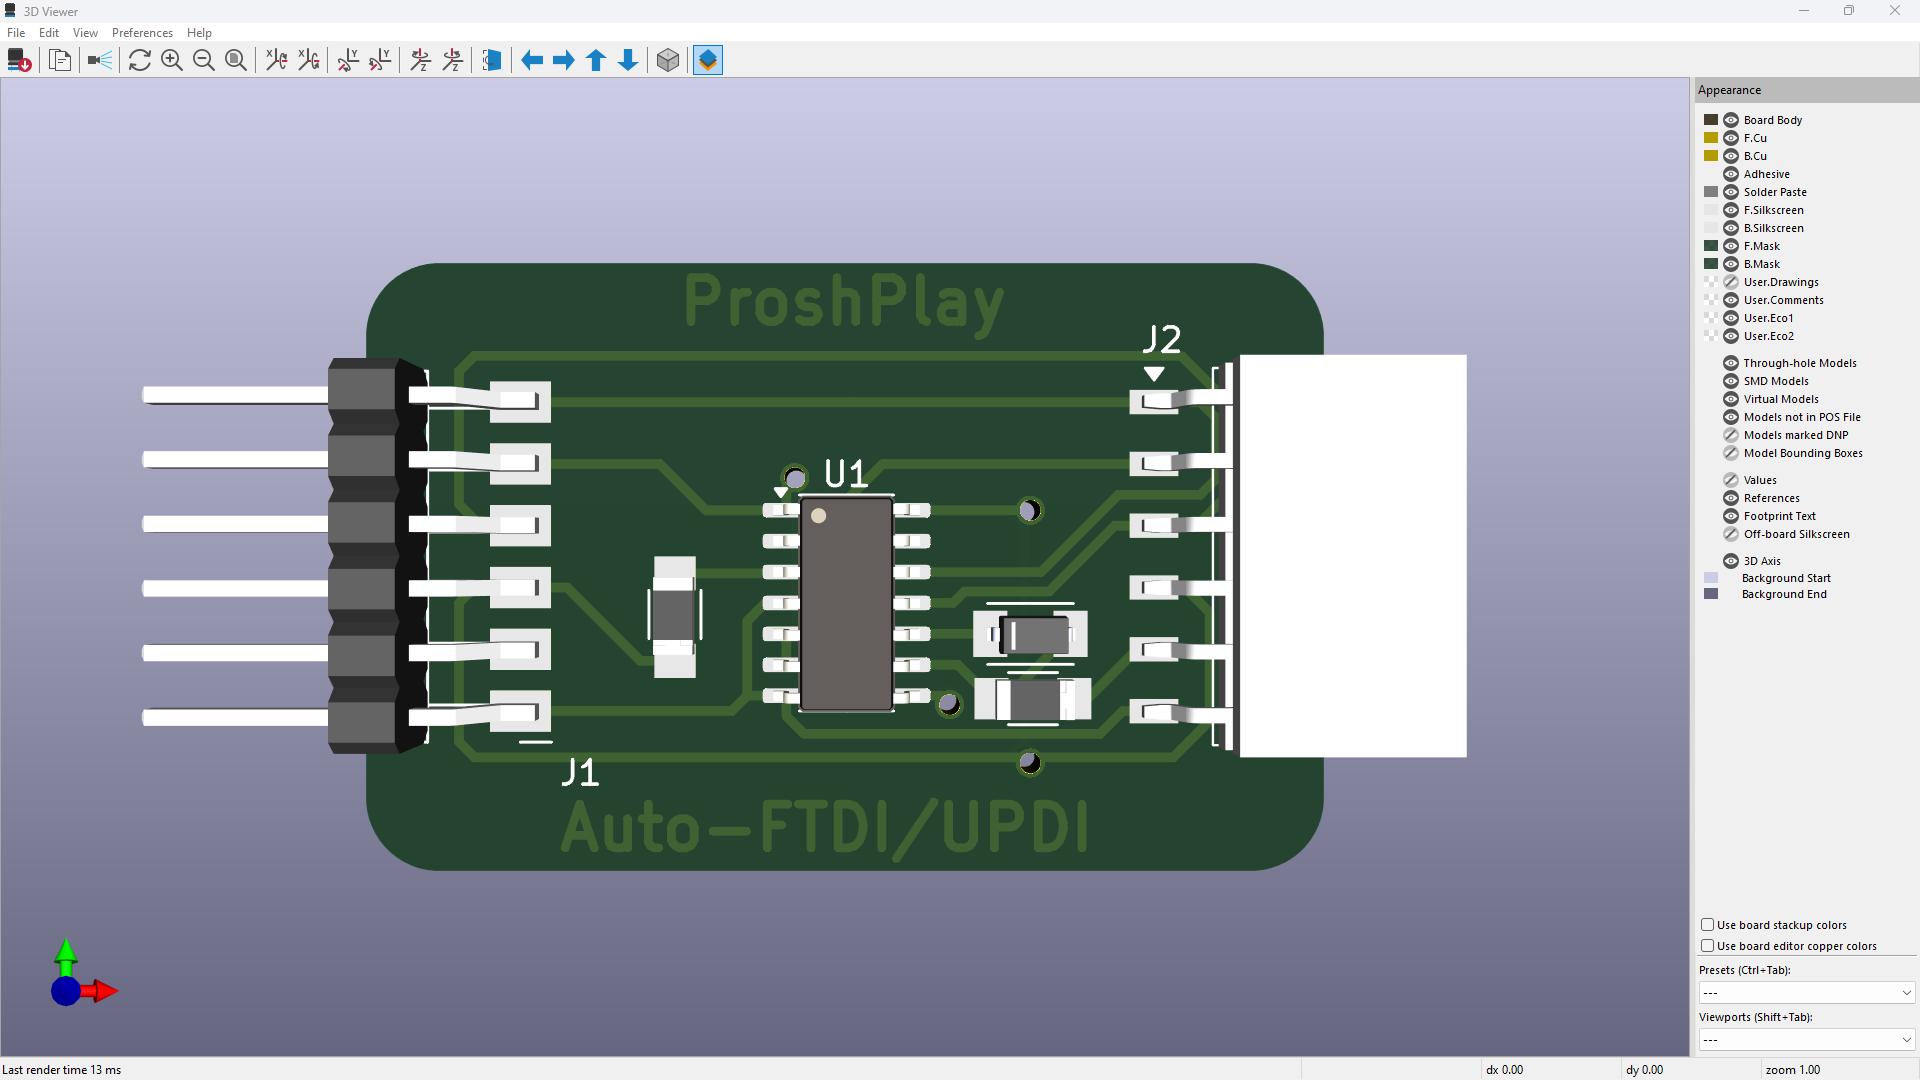 3D Viewer
File Edit View Preferences Help
Appearance
Board Body
F.Cu
B.Cu
Adhesive
Solder Paste
F.Silkscreen
B.Silkscreen
F.Mask
B.Mask
User.Drawings
User.Comments
User.Eco1
User.Eco2
Through-hole Models
SMD Models
Virtual Models
Models not in POS File
Models marked DNP
Model Bounding Boxes
Values
References
Footprint Text
Off-board Silkscreen
3D Axis
Background Start
Background End
Use board stackup colors
Use board editor copper colors
Presets (Ctrl+Tab):
---
Viewports (Shift+Tab):
---
ProshPlay
J2
U1
J1
Auto-FTDI/UPDI
Last render time 13 ms
dx 0.00
dy 0.00
zoom 1.00